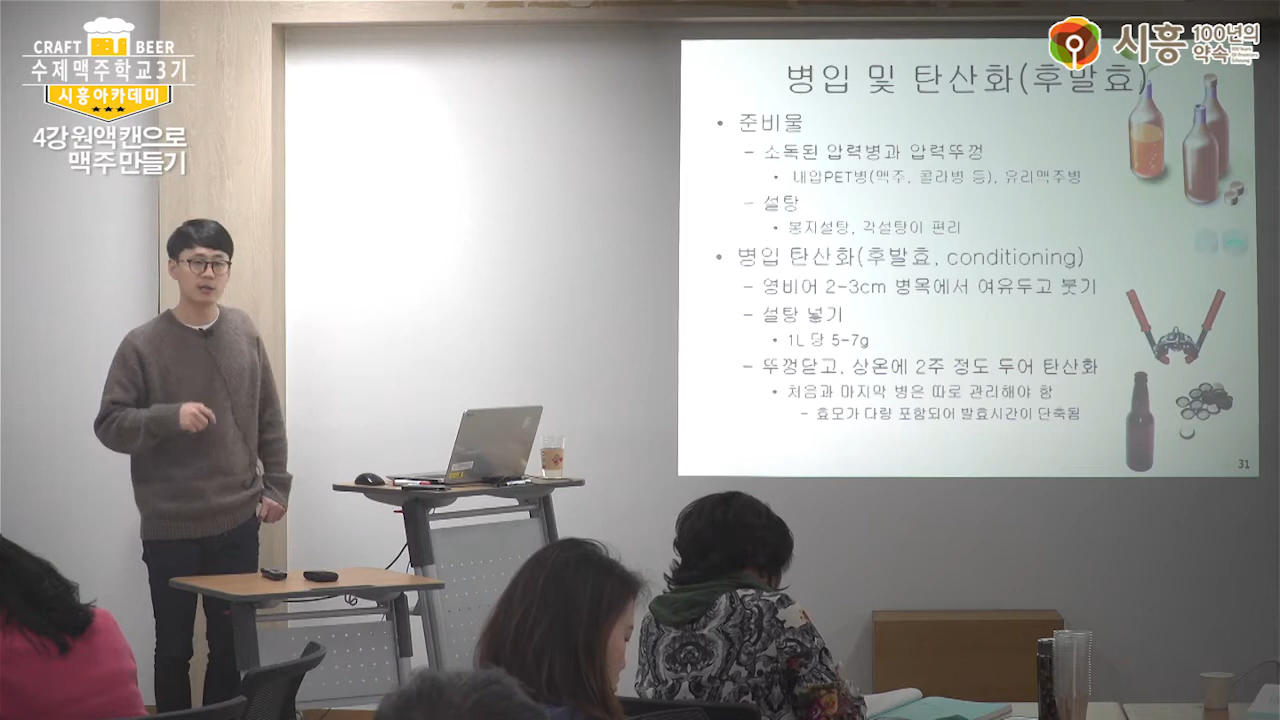 CRAFT BEER
수제맥주학교3기
시흥아카데미
4강 원액 캔으로
맥주 만들기
시흥 100년의
약속
병입 및 탄산화(후발효)
• 준비물
– 소독된 압력병과 압력뚜껑
• 내압PET병(맥주, 콜라병 등), 유리맥주병
– 설탕
• 봉지설탕, 각설탕이 편리
• 병입 탄산화(후발효, conditioning)
– 영비어 2-3cm 병목에서 여유두고 붓기
– 설탕 넣기
• 1L 당 5-7g
– 뚜껑닫고, 상온에 2주 정도 두어 탄산화
• 처음과 마지막 병은 따로 관리해야 함
– 효모가 다량 포함되어 발효시간이 단축됨
31